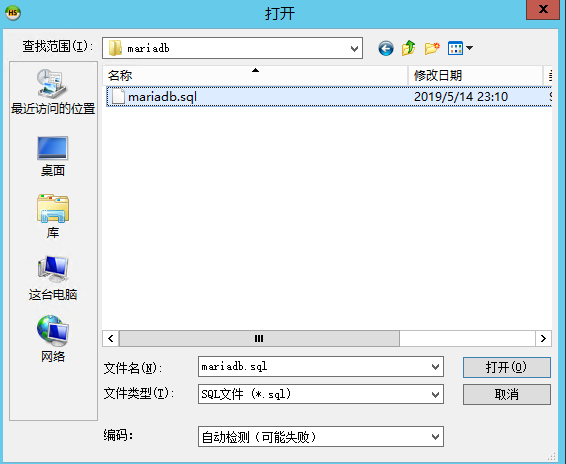 HS
打开
查找范围(I):
mariadb
名称
修改日期
mariadb.sql
2019/5/14 23:10
最近访问的位置
桌面
库
这台电脑
网络
文件名(N):
mariadb.sql
打开(O)
文件类型(T):
SQL文件 (*.sql)
取消
编码：
自动检测（可能失败）